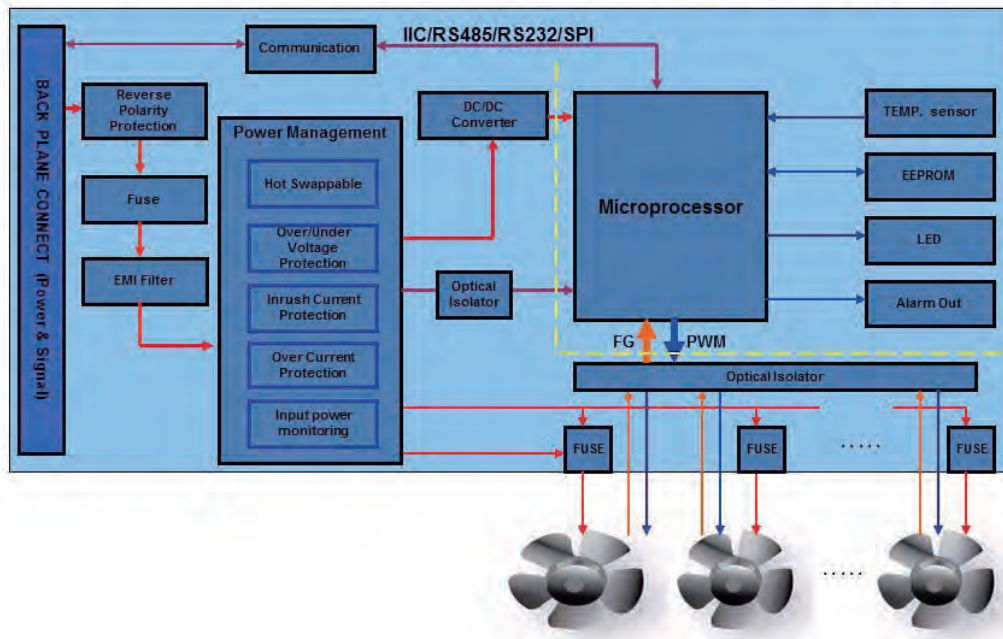 IIC/RS485/RS232/SPI
Communication
BACK PLANE CONNECT (Power & Signal)
Reverse
Polarity
Protection
Fuse
EMI Filter
Power Management
Hot Swappable
Over/Under
Voltage
Protection
Inrush Current
Protection
Over Current
Protection
Input power
monitoring
DC/DC
Converter
Optical
Isolator
Microprocessor
TEMP. sensor
EEPROM
LED
Alarm Out
FG
PWM
Optical Isolator
FUSE
FUSE
.....
FUSE
.....